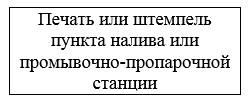 Печать или штемпель
пункта налива или
промывочно-пропарочной
станции